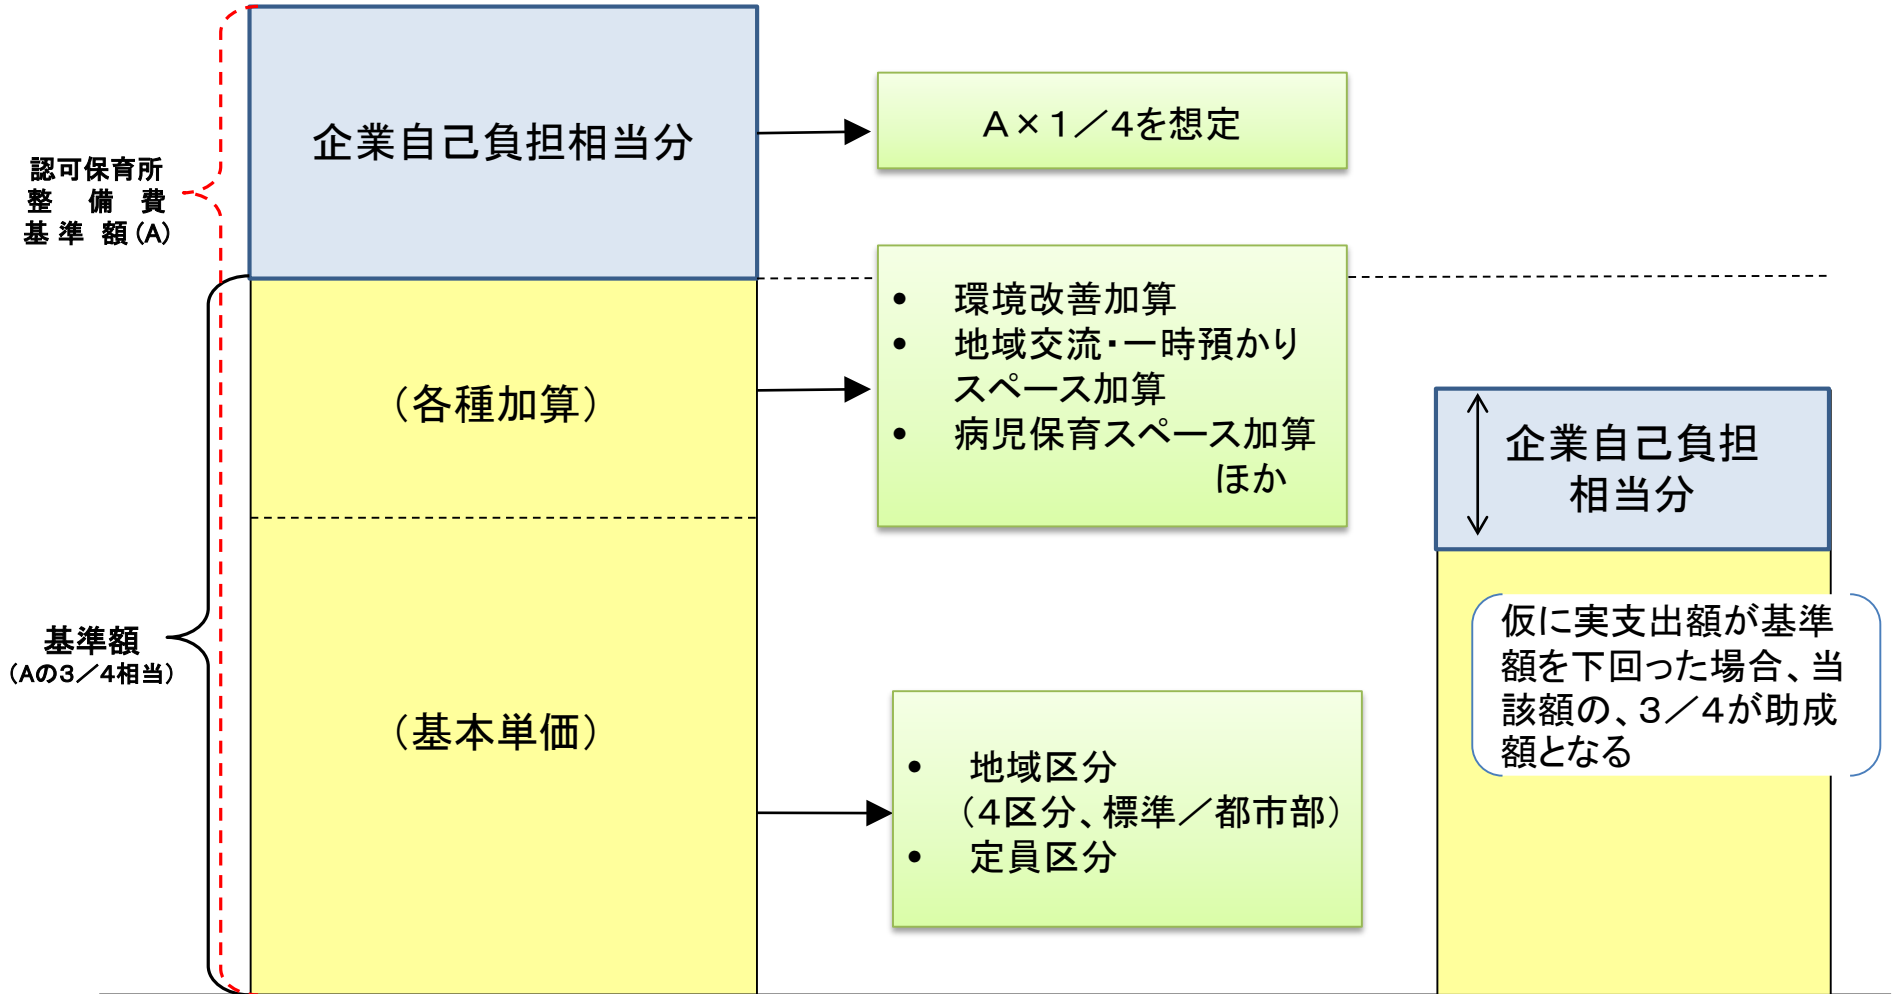 認可保育所
整　備　費
基 準 額(A)
基準額
(Aの3／4相当)
企業自己負担相当分
(各種加算)
(基本単価)
A×1／4を想定
• 環境改善加算
• 地域交流・一時預かり
スペース加算
• 病児保育スペース加算
ほか
• 地域区分
(4区分、標準／都市部)
• 定員区分
企業自己負担
相当分
仮に実支出額が基準
額を下回った場合、当
該額の、3／4が助成
額となる